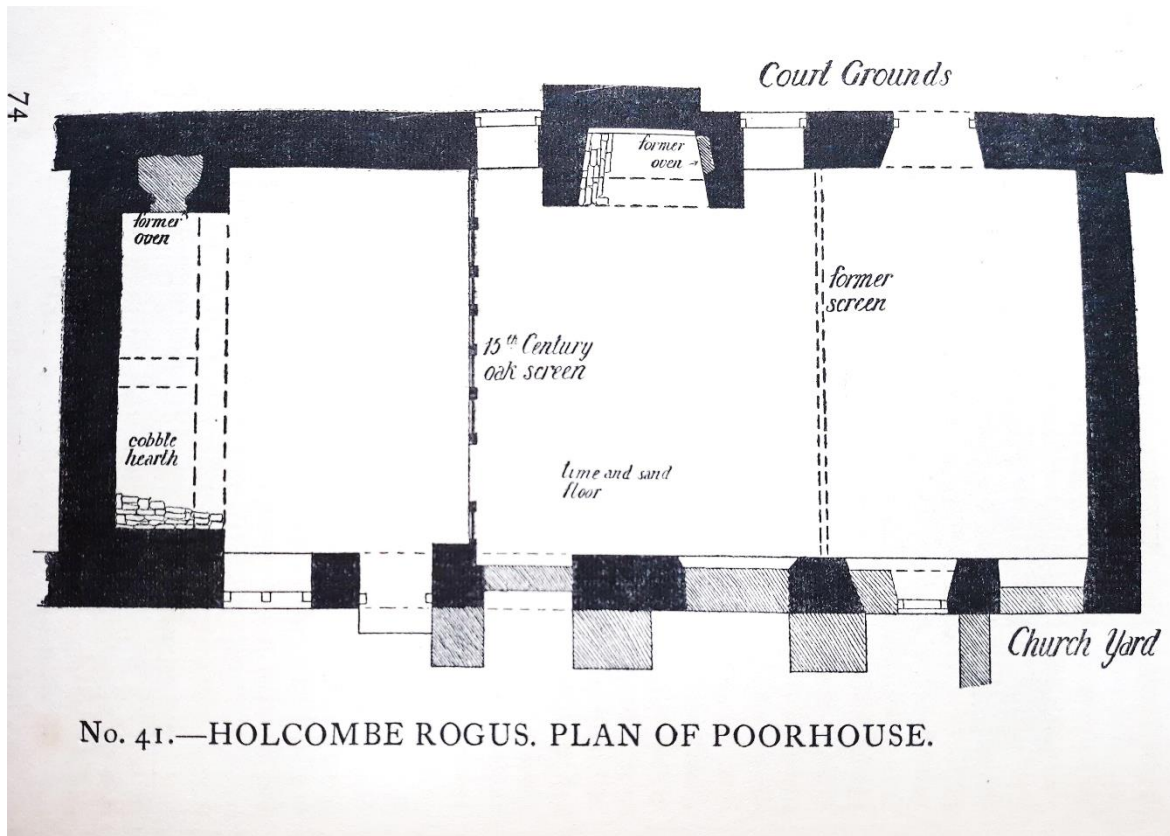 74
Court Grounds
former
oven
former
oven
15th Century
oak screen
former
screen
cobble
hearth
lime and sand
floor
Church Yard
No. 41.—HOLCOMBE ROGUS. PLAN OF POORHOUSE.